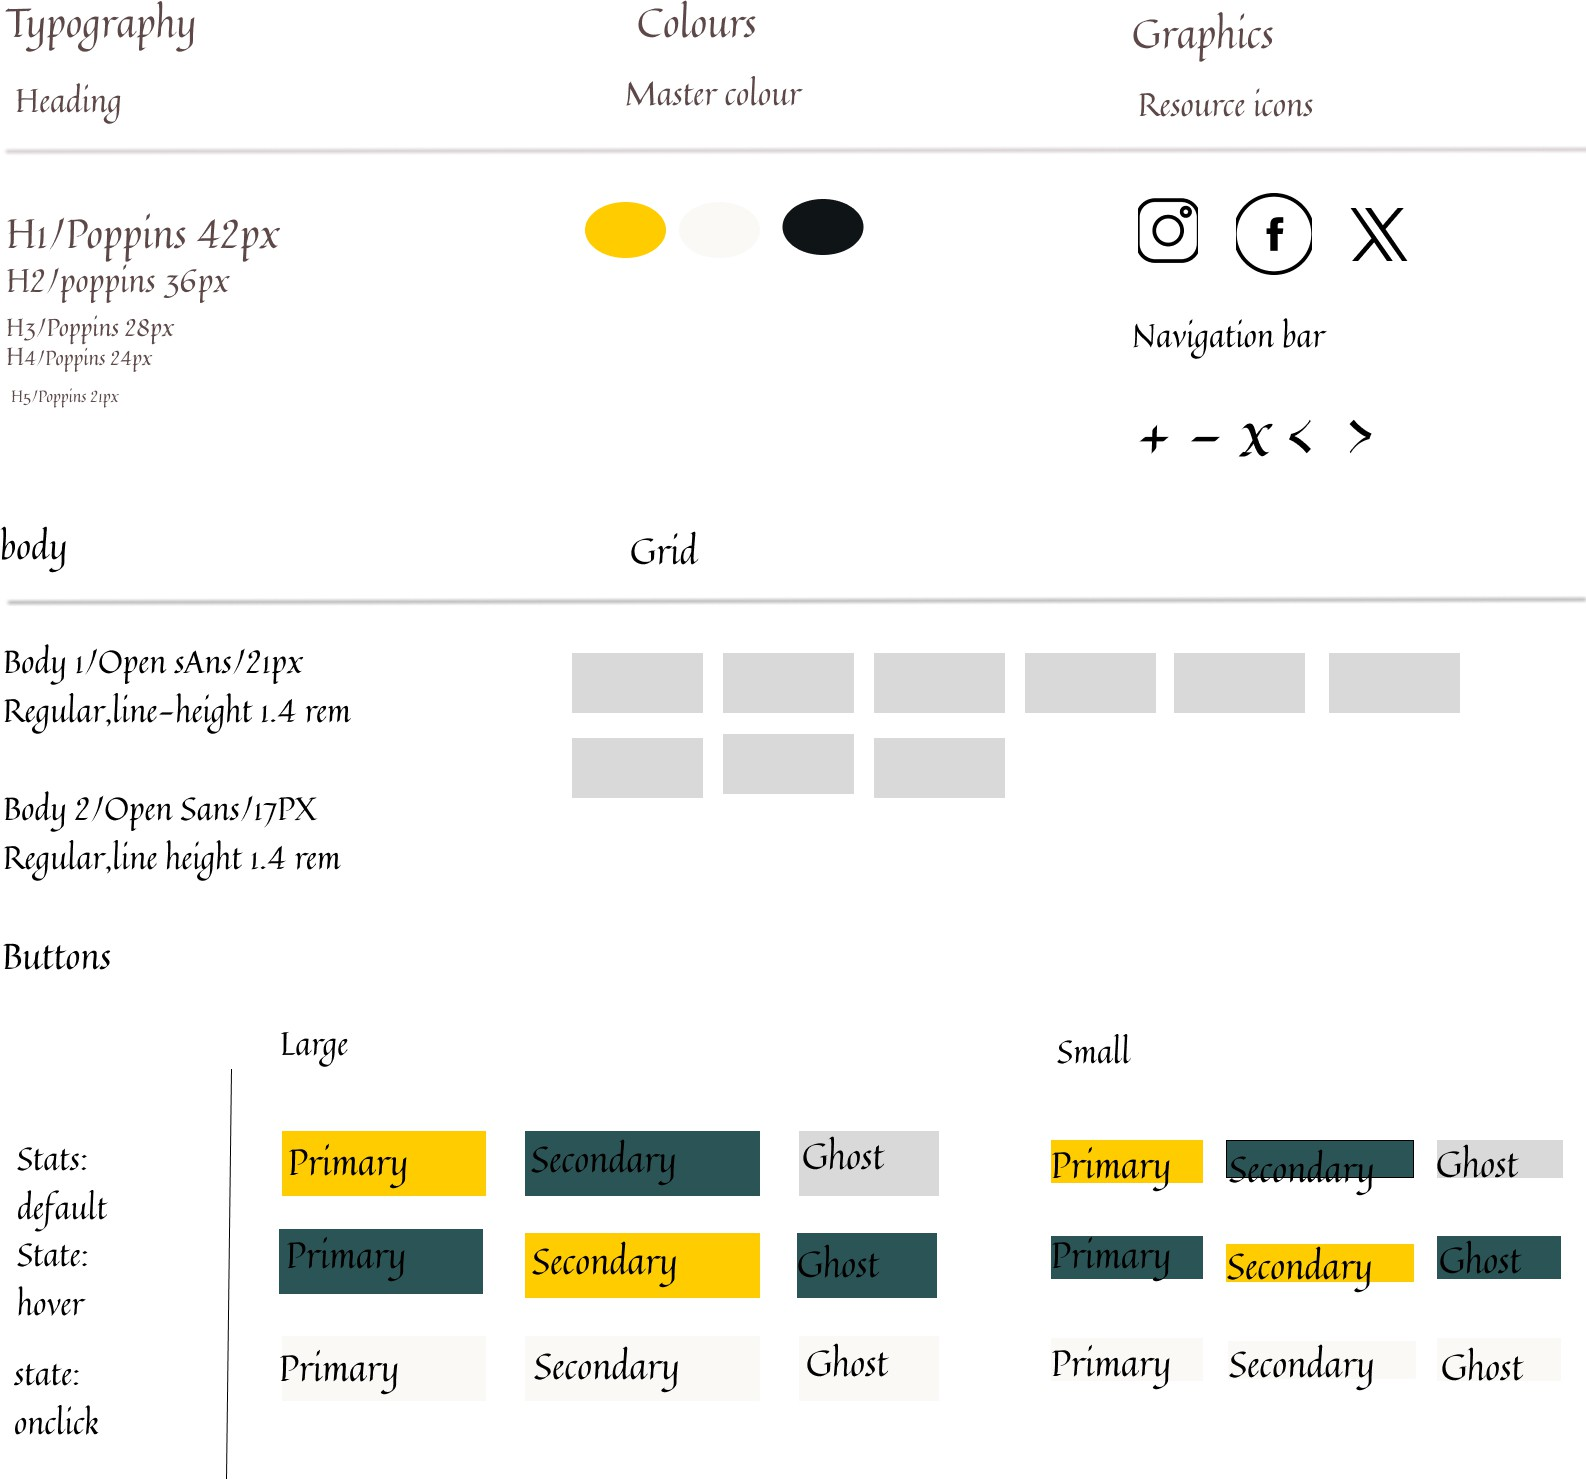 Typography
Colours
Graphics
Heading
Master colour
Resource icons
H1/Poppins 42px
H2/poppins 36px
H3/Poppins 28px
H4/Poppins 24px
H5/Poppins 21px
Navigation bar
+ - x < >
body
Grid
Body 1/Open sAns/21px
Regular,line-height 1.4 rem
Body 2/Open Sans/17PX
Regular,line height 1.4 rem
Buttons
Large
Small
Stats:
default
Primary
Secondary
Ghost
Primary
Secondary
Ghost
State:
hover
Primary
Secondary
Ghost
Primary
Secondary
Ghost
state:
onclick
Primary
Secondary
Ghost
Primary
Secondary
Ghost